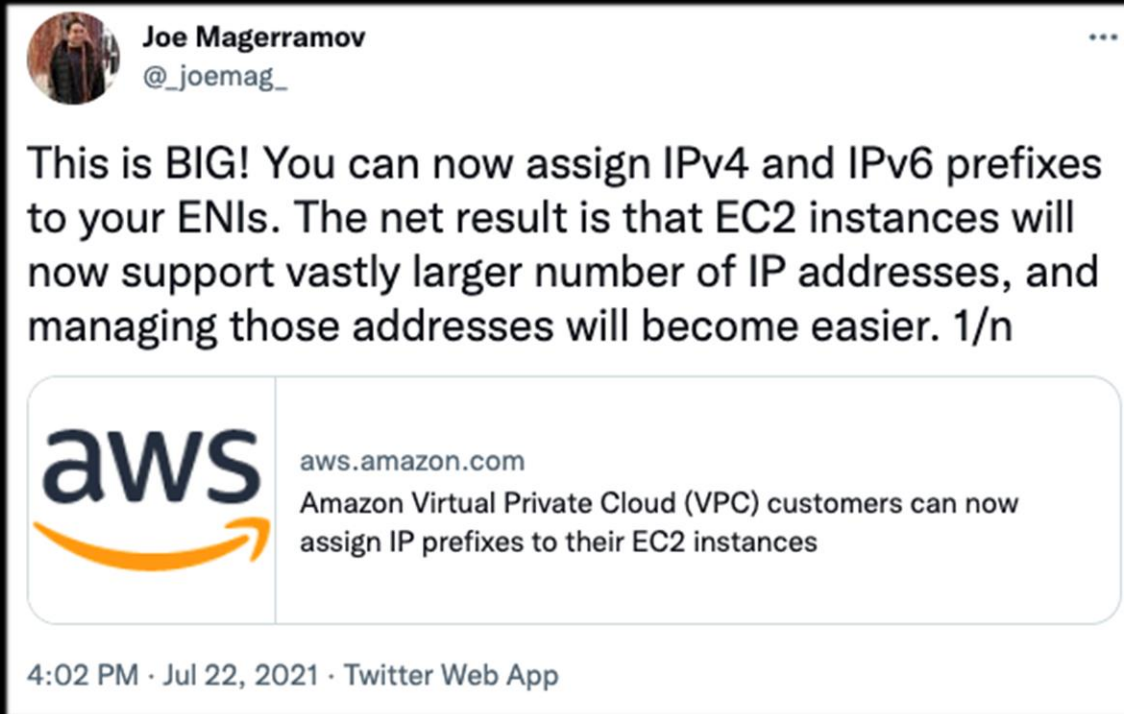 Joe Magerramov
@_joemag_
This is BIG! You can now assign IPv4 and IPv6 prefixes
to your ENIs. The net result is that EC2 instances will
now support vastly larger number of IP addresses, and
managing those addresses will become easier. 1/n
aws
aws.amazon.com
Amazon Virtual Private Cloud (VPC) customers can now
assign IP prefixes to their EC2 instances
4:02 PM · Jul 22, 2021 · Twitter Web App